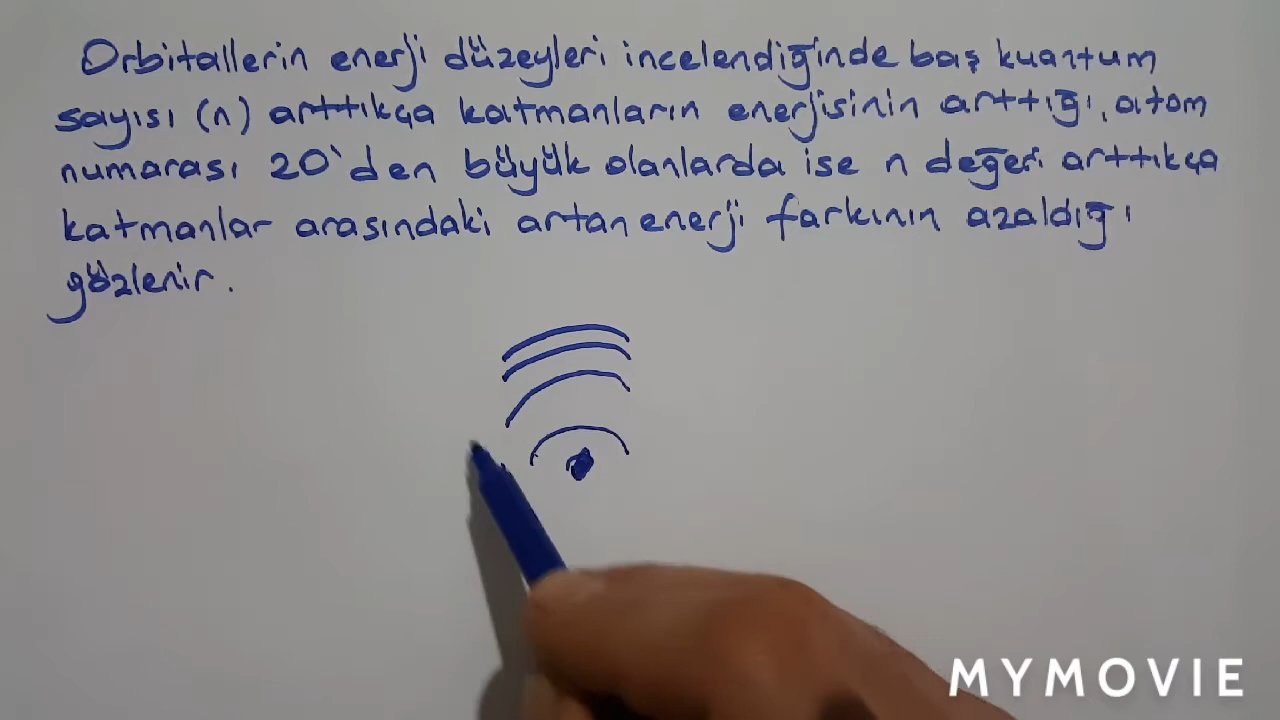 Orbitallerin enerji düzeyleri incelendiğinde baş kuantum
sayısı (n) arttıkça katmanların enerjisinin arttığı, atom
numarası 20'den büyük olanlarda ise n değeri arttıkça
katmanlar arasındaki artan enerji farkının azaldığı
gözlenir.
MYMOVIE